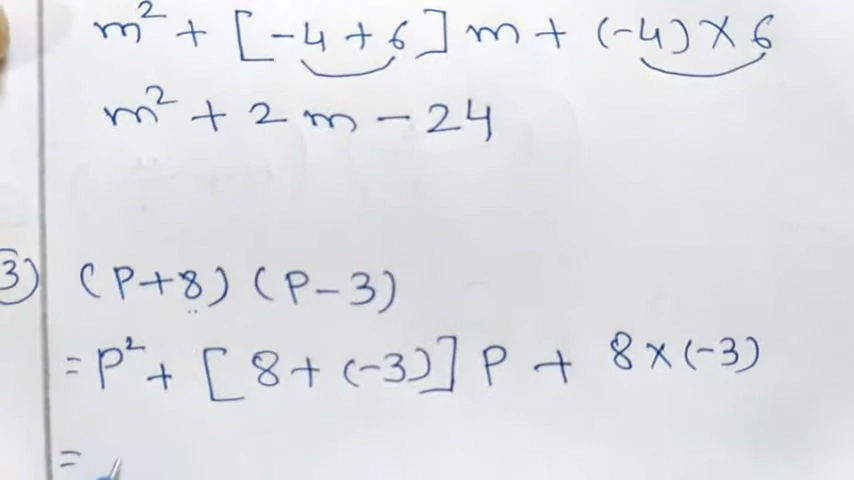 m² + [-4 + 6] m + (-4) × 6
m² + 2m - 24
3) (P+8) (P-3)
= P² + [8 + (-3)] P + 8 × (-3)
=